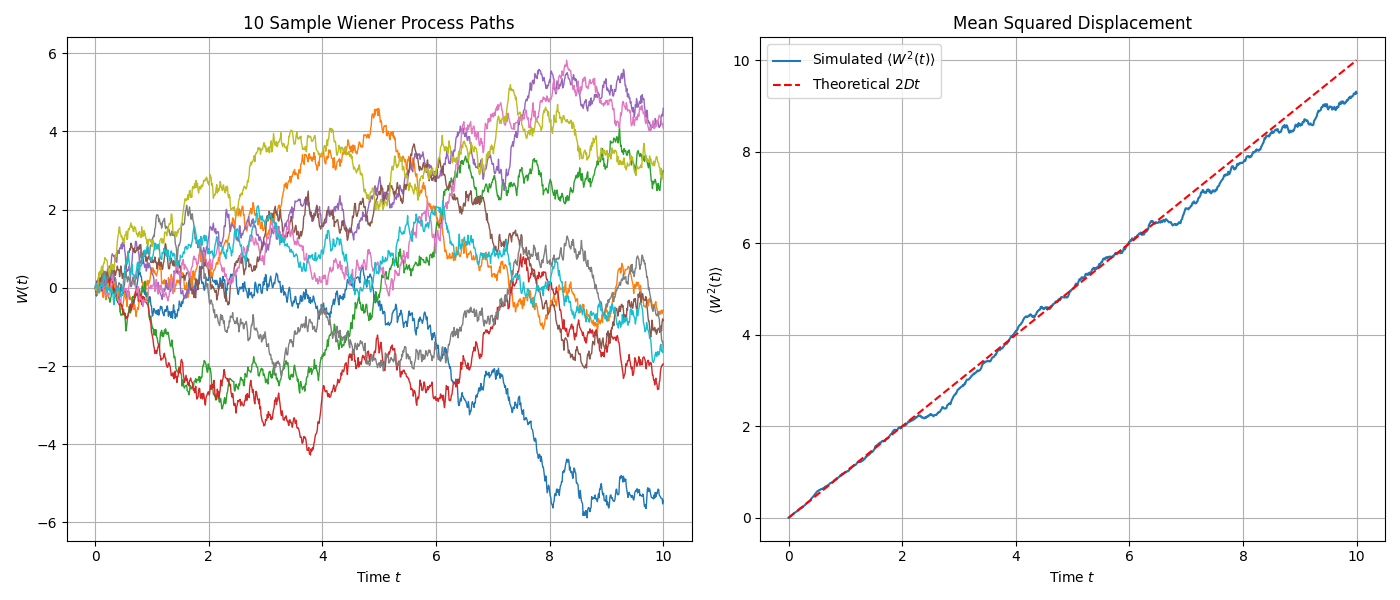 10 Sample Wiener Process Paths
W(t)
6
4
2
0
−2
−4
−6
0 2 4 6 8 10
Time t
Mean Squared Displacement
Simulated ⟨W²(t)⟩
Theoretical 2Dt
⟨W²(t)⟩
10
8
6
4
2
0
0 2 4 6 8 10
Time t